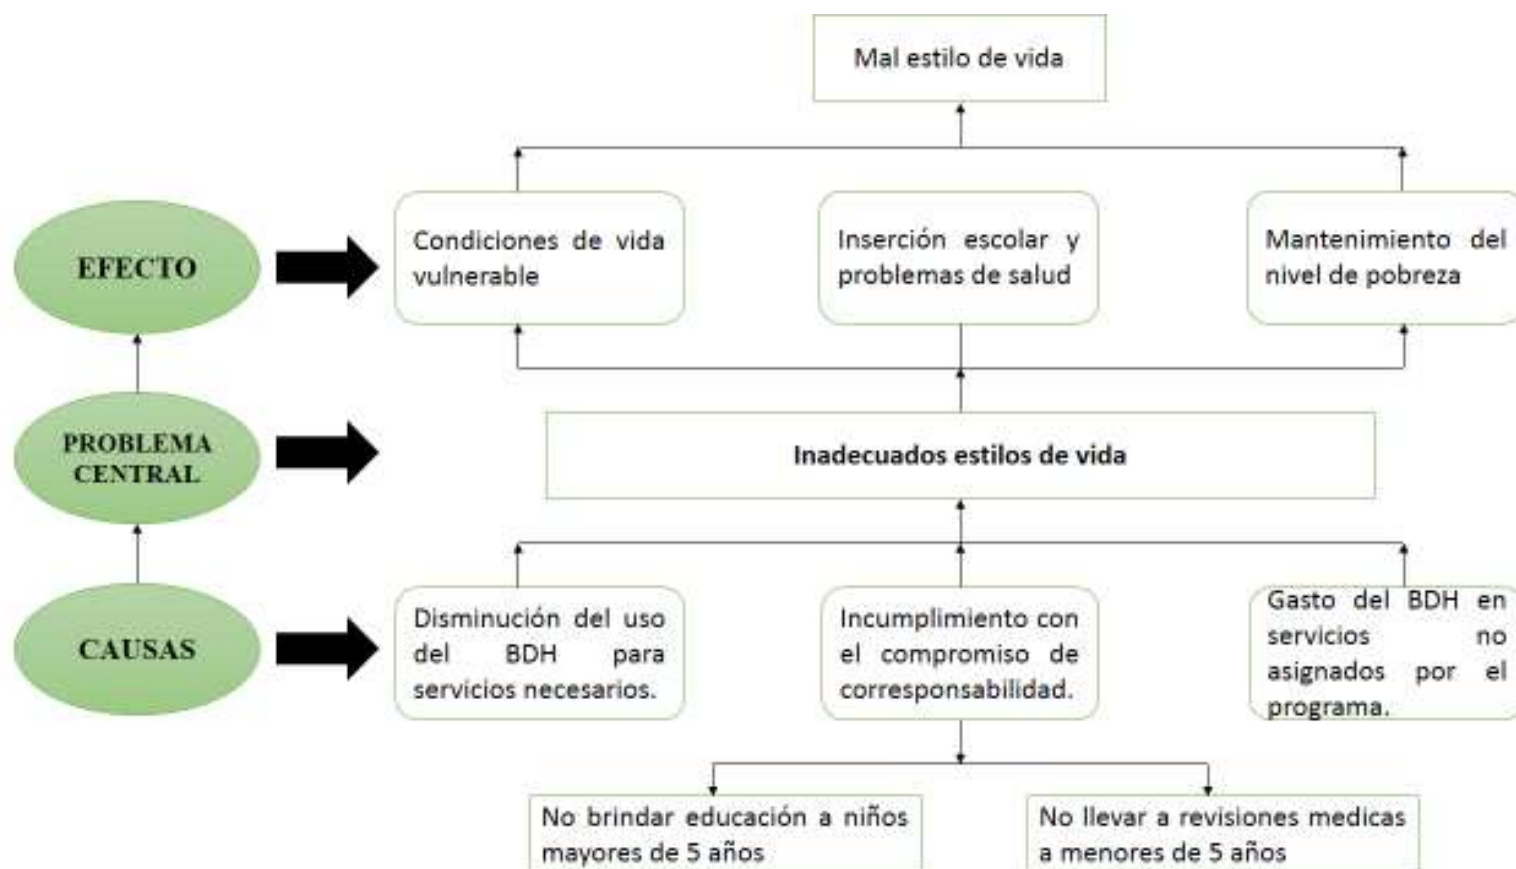 Mal estilo de vida
EFECTO
Condiciones de vida
vulnerable
Inserción escolar y
problemas de salud
Mantenimiento del
nivel de pobreza
PROBLEMA
CENTRAL
Inadecuados estilos de vida
CAUSAS
Disminución del uso
del BDH para
servicios necesarios.
Incumplimiento con
el compromiso de
corresponsabilidad.
Gasto del BDH en
servicios no
asignados por el
programa.
No brindar educación a niños
mayores de 5 años
No llevar a revisiones medicas
a menores de 5 años